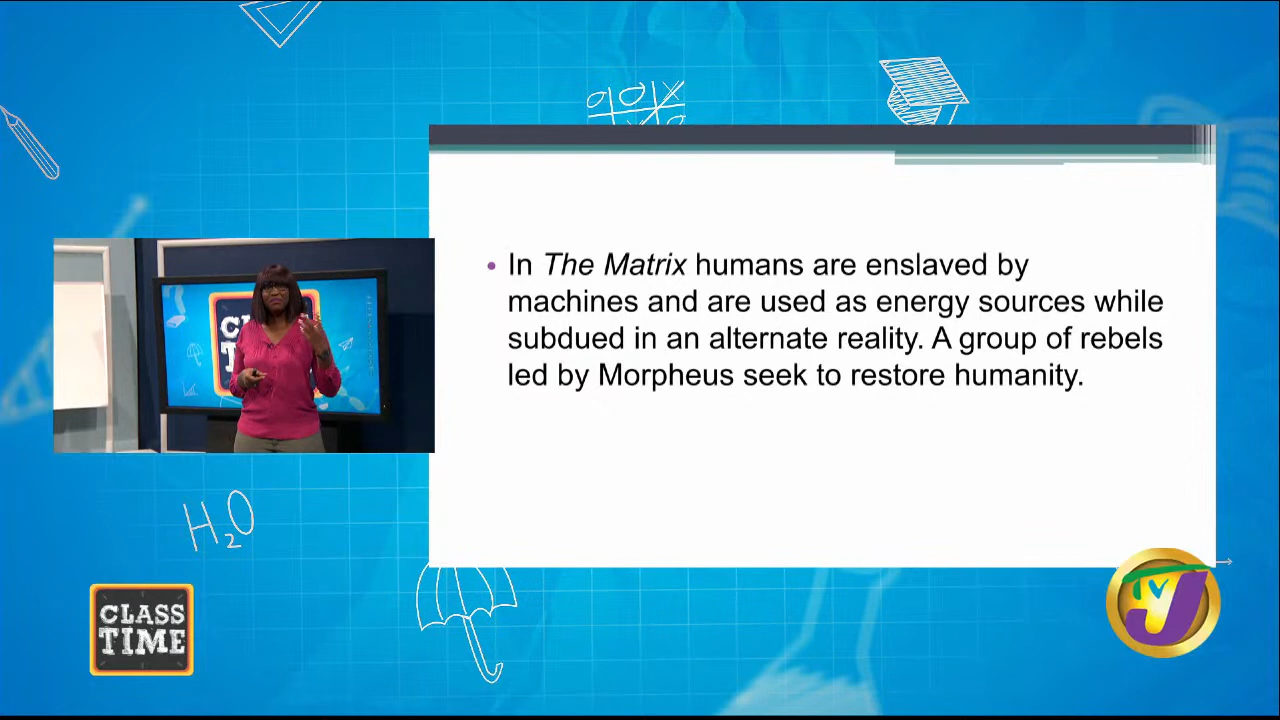 In The Matrix humans are enslaved by
machines and are used as energy sources while
subdued in an alternate reality. A group of rebels
led by Morpheus seek to restore humanity.
H₂O
CLASS
TIME
TVJ